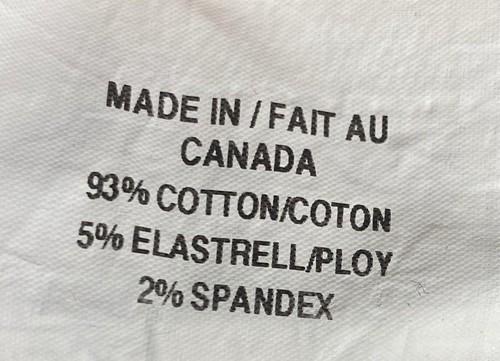 MADE IN / FAIT AU
CANADA
93% COTTON/COTON
5% ELASTRELL/PLOY
2% SPANDEX